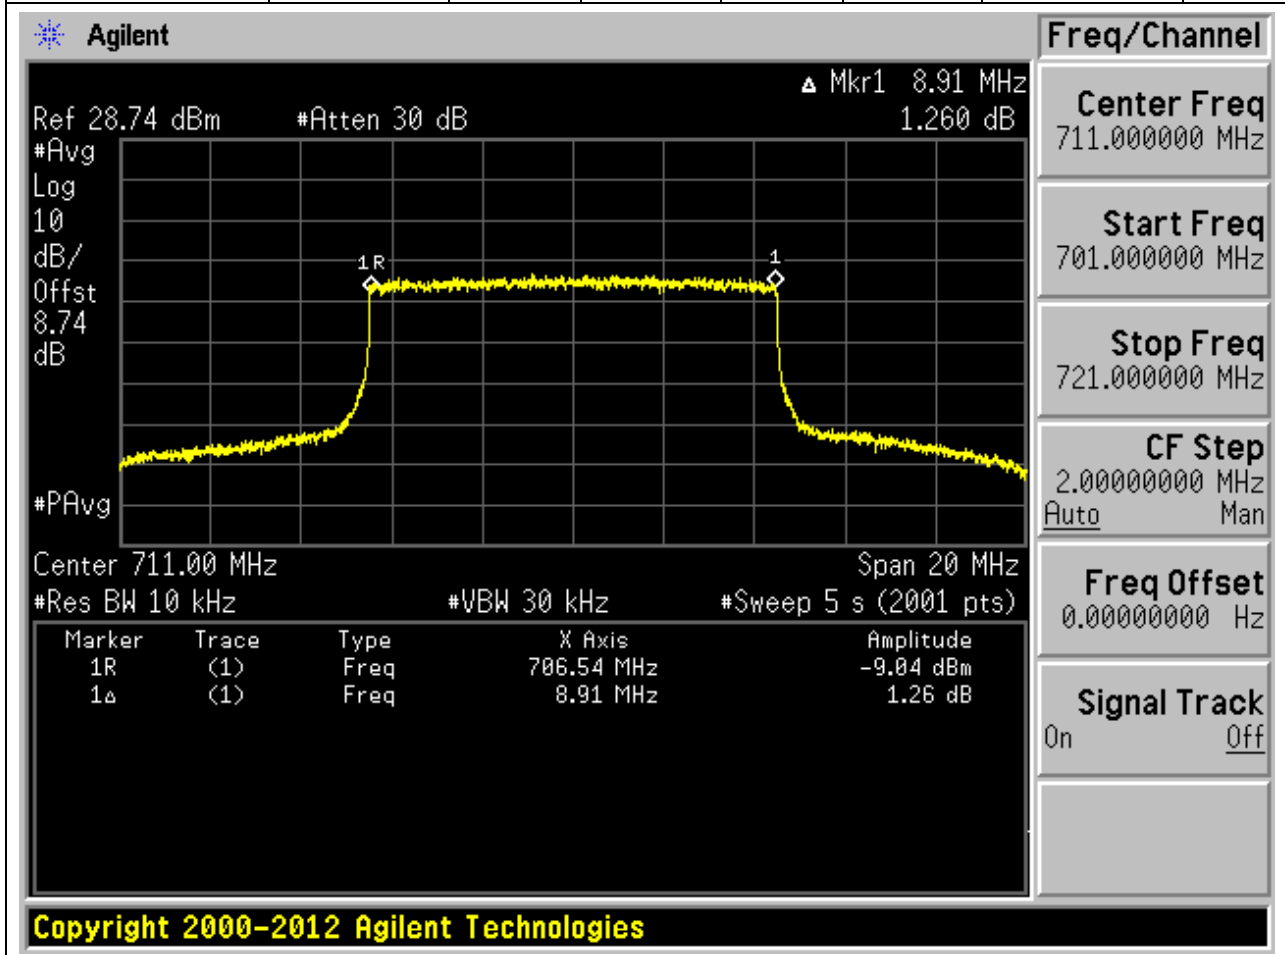 Agilent
Freq/Channel
▵ Mkr1 8.91 MHz
Ref 28.74 dBm #Atten 30 dB 1.260 dB
#Avg
Log
10
dB/
Offst
8.74
dB
1R
1
#PAvg
Center 711.00 MHz Span 20 MHz
#Res BW 10 kHz #VBW 30 kHz #Sweep 5 s (2001 pts)
Marker Trace Type X Axis Amplitude
1R (1) Freq 706.54 MHz -9.04 dBm
1▵ (1) Freq 8.91 MHz 1.26 dB
Center Freq
711.000000 MHz
Start Freq
701.000000 MHz
Stop Freq
721.000000 MHz
CF Step
2.00000000 MHz
Auto Man
Freq Offset
0.00000000 Hz
Signal Track
On Off
Copyright 2000-2012 Agilent Technologies